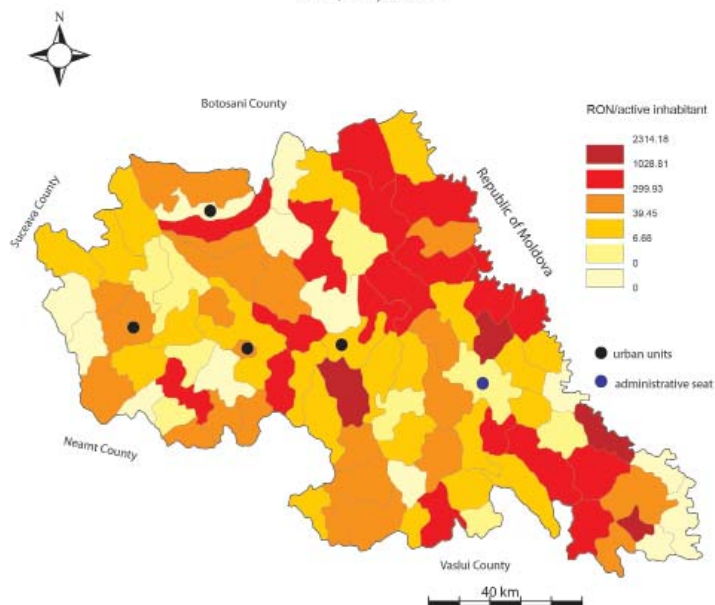 N
Botosani County
Suceava County
Republic of Moldova
Neamt County
Vaslui County
RON/active inhabitant
2314.18
1028.81
299.93
39.45
6.66
0
0
urban units
administrative seat
40 km